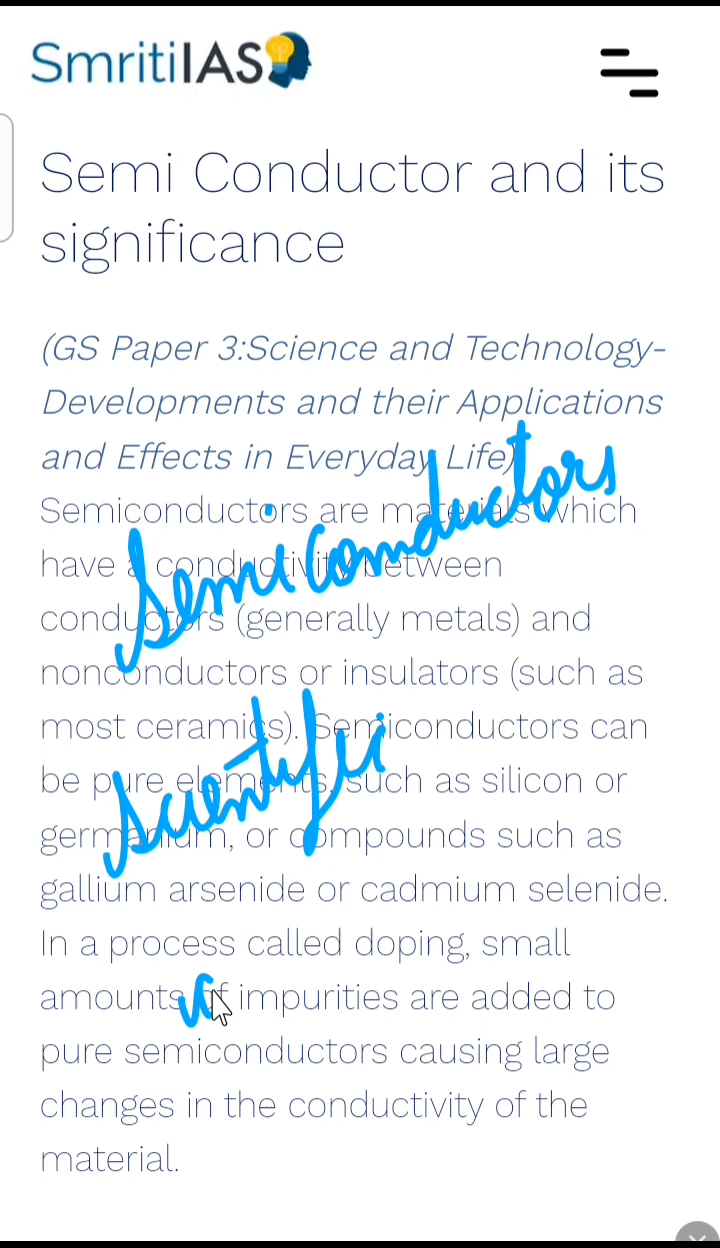 SmritiIAS
Semi Conductor and its
significance
(GS Paper 3:Science and Technology-
Developments and their Applications
and Effects in Everyday Life)
Semiconductors are materials which
have a conductivity between
conductors (generally metals) and
nonconductors or insulators (such as
most ceramics). Semiconductors can
be pure elements, such as silicon or
germanium, or compounds such as
gallium arsenide or cadmium selenide.
In a process called doping, small
amounts of impurities are added to
pure semiconductors causing large
changes in the conductivity of the
material.
Semiconductors